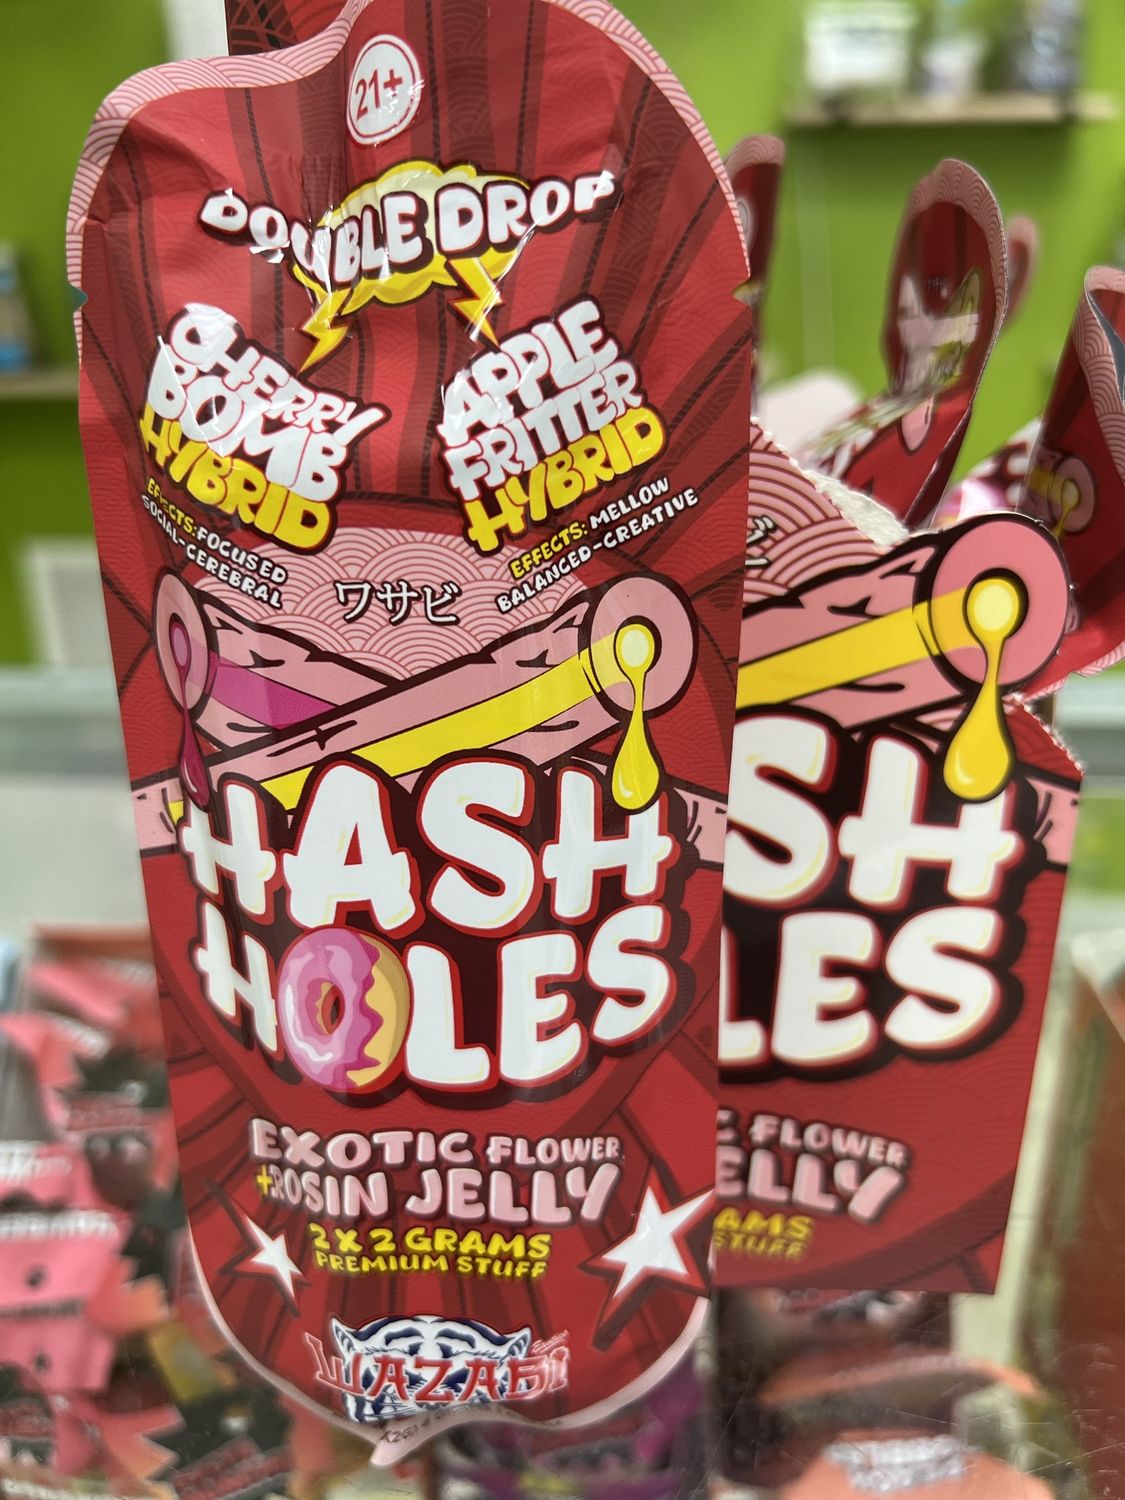 21+
DOUBLE DROP
CHERRY
BOMB
HYBRID
EFFECTS: FOCUSED
SOCIAL-CEREBRAL
APPLE
FRITTER
HYBRID
EFFECTS: MELLOW
BALANCED-CREATIVE
ワサビ
HASH
HOLES
EXOTIC FLOWER
+ROSIN JELLY
2 X 2 GRAMS
PREMIUM STUFF
WAZABI
SH
LES
FLOWER
ELLY
AMS
STUFF